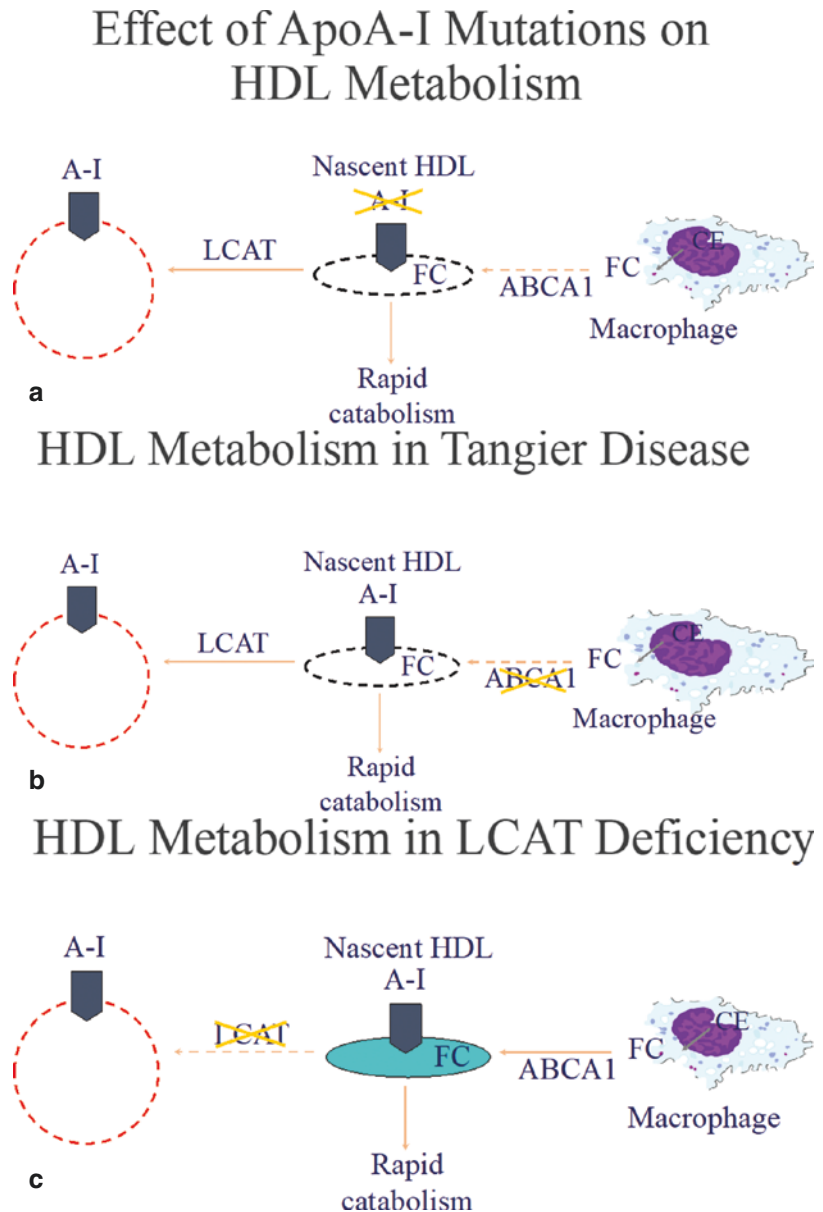 Effect of ApoA-I Mutations on
HDL Metabolism
A-I
Nascent HDL
A-I
LCAT
FC
ABCA1
FC
CE
Macrophage
Rapid
catabolism
a
HDL Metabolism in Tangier Disease
A-I
Nascent HDL
A-I
LCAT
FC
ABCA1
FC
CE
Macrophage
Rapid
catabolism
b
HDL Metabolism in LCAT Deficiency
A-I
Nascent HDL
A-I
LCAT
FC
ABCA1
FC
CE
Macrophage
Rapid
catabolism
c